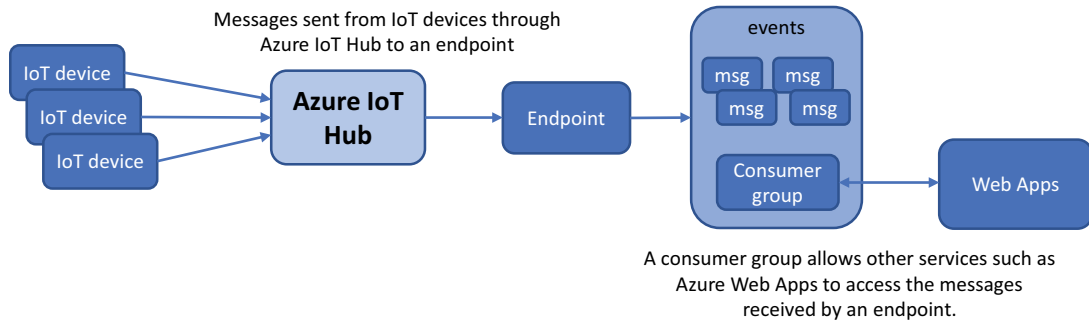 Messages sent from IoT devices through
Azure IoT Hub to an endpoint
events
IoT device
IoT device
IoT device
Azure IoT
Hub
Endpoint
msg
msg
msg
msg
Consumer
group
Web Apps
A consumer group allows other services such as
Azure Web Apps to access the messages
received by an endpoint.